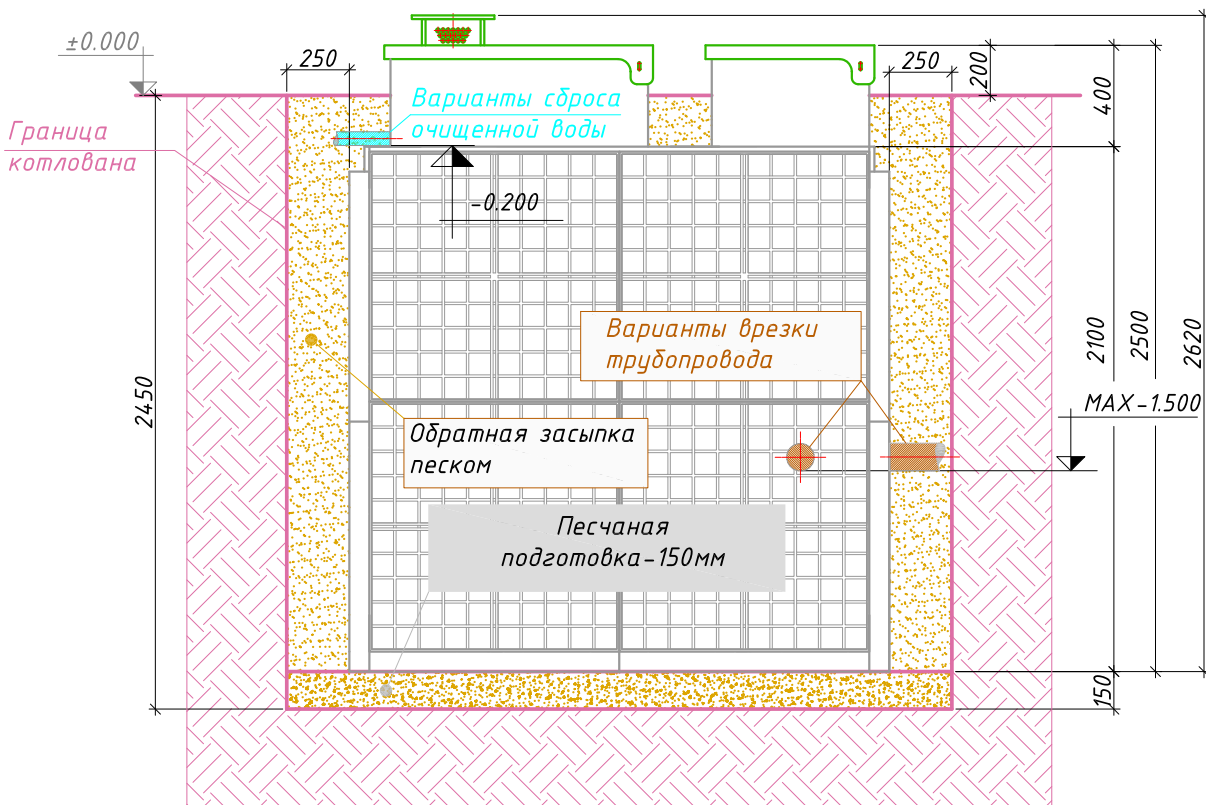 ±0.000
250
250
200
400
Варианты сброса
очищенной воды
Граница
котлована
-0.200
Варианты врезки
трубопровода
2100
2500
2620
2450
MAX-1.500
Обратная засыпка
песком
Песчаная
подготовка-150мм
150